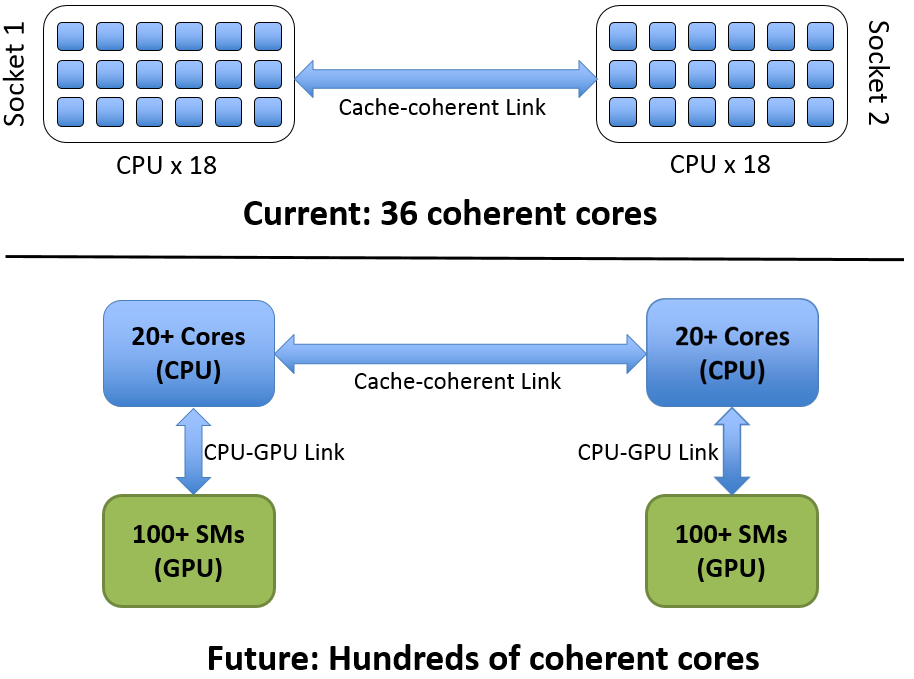 Socket 1
Socket 2
Cache-coherent Link
CPU x 18
CPU x 18
Current: 36 coherent cores
20+ Cores
(CPU)
20+ Cores
(CPU)
Cache-coherent Link
CPU-GPU Link
CPU-GPU Link
100+ SMs
(GPU)
100+ SMs
(GPU)
Future: Hundreds of coherent cores